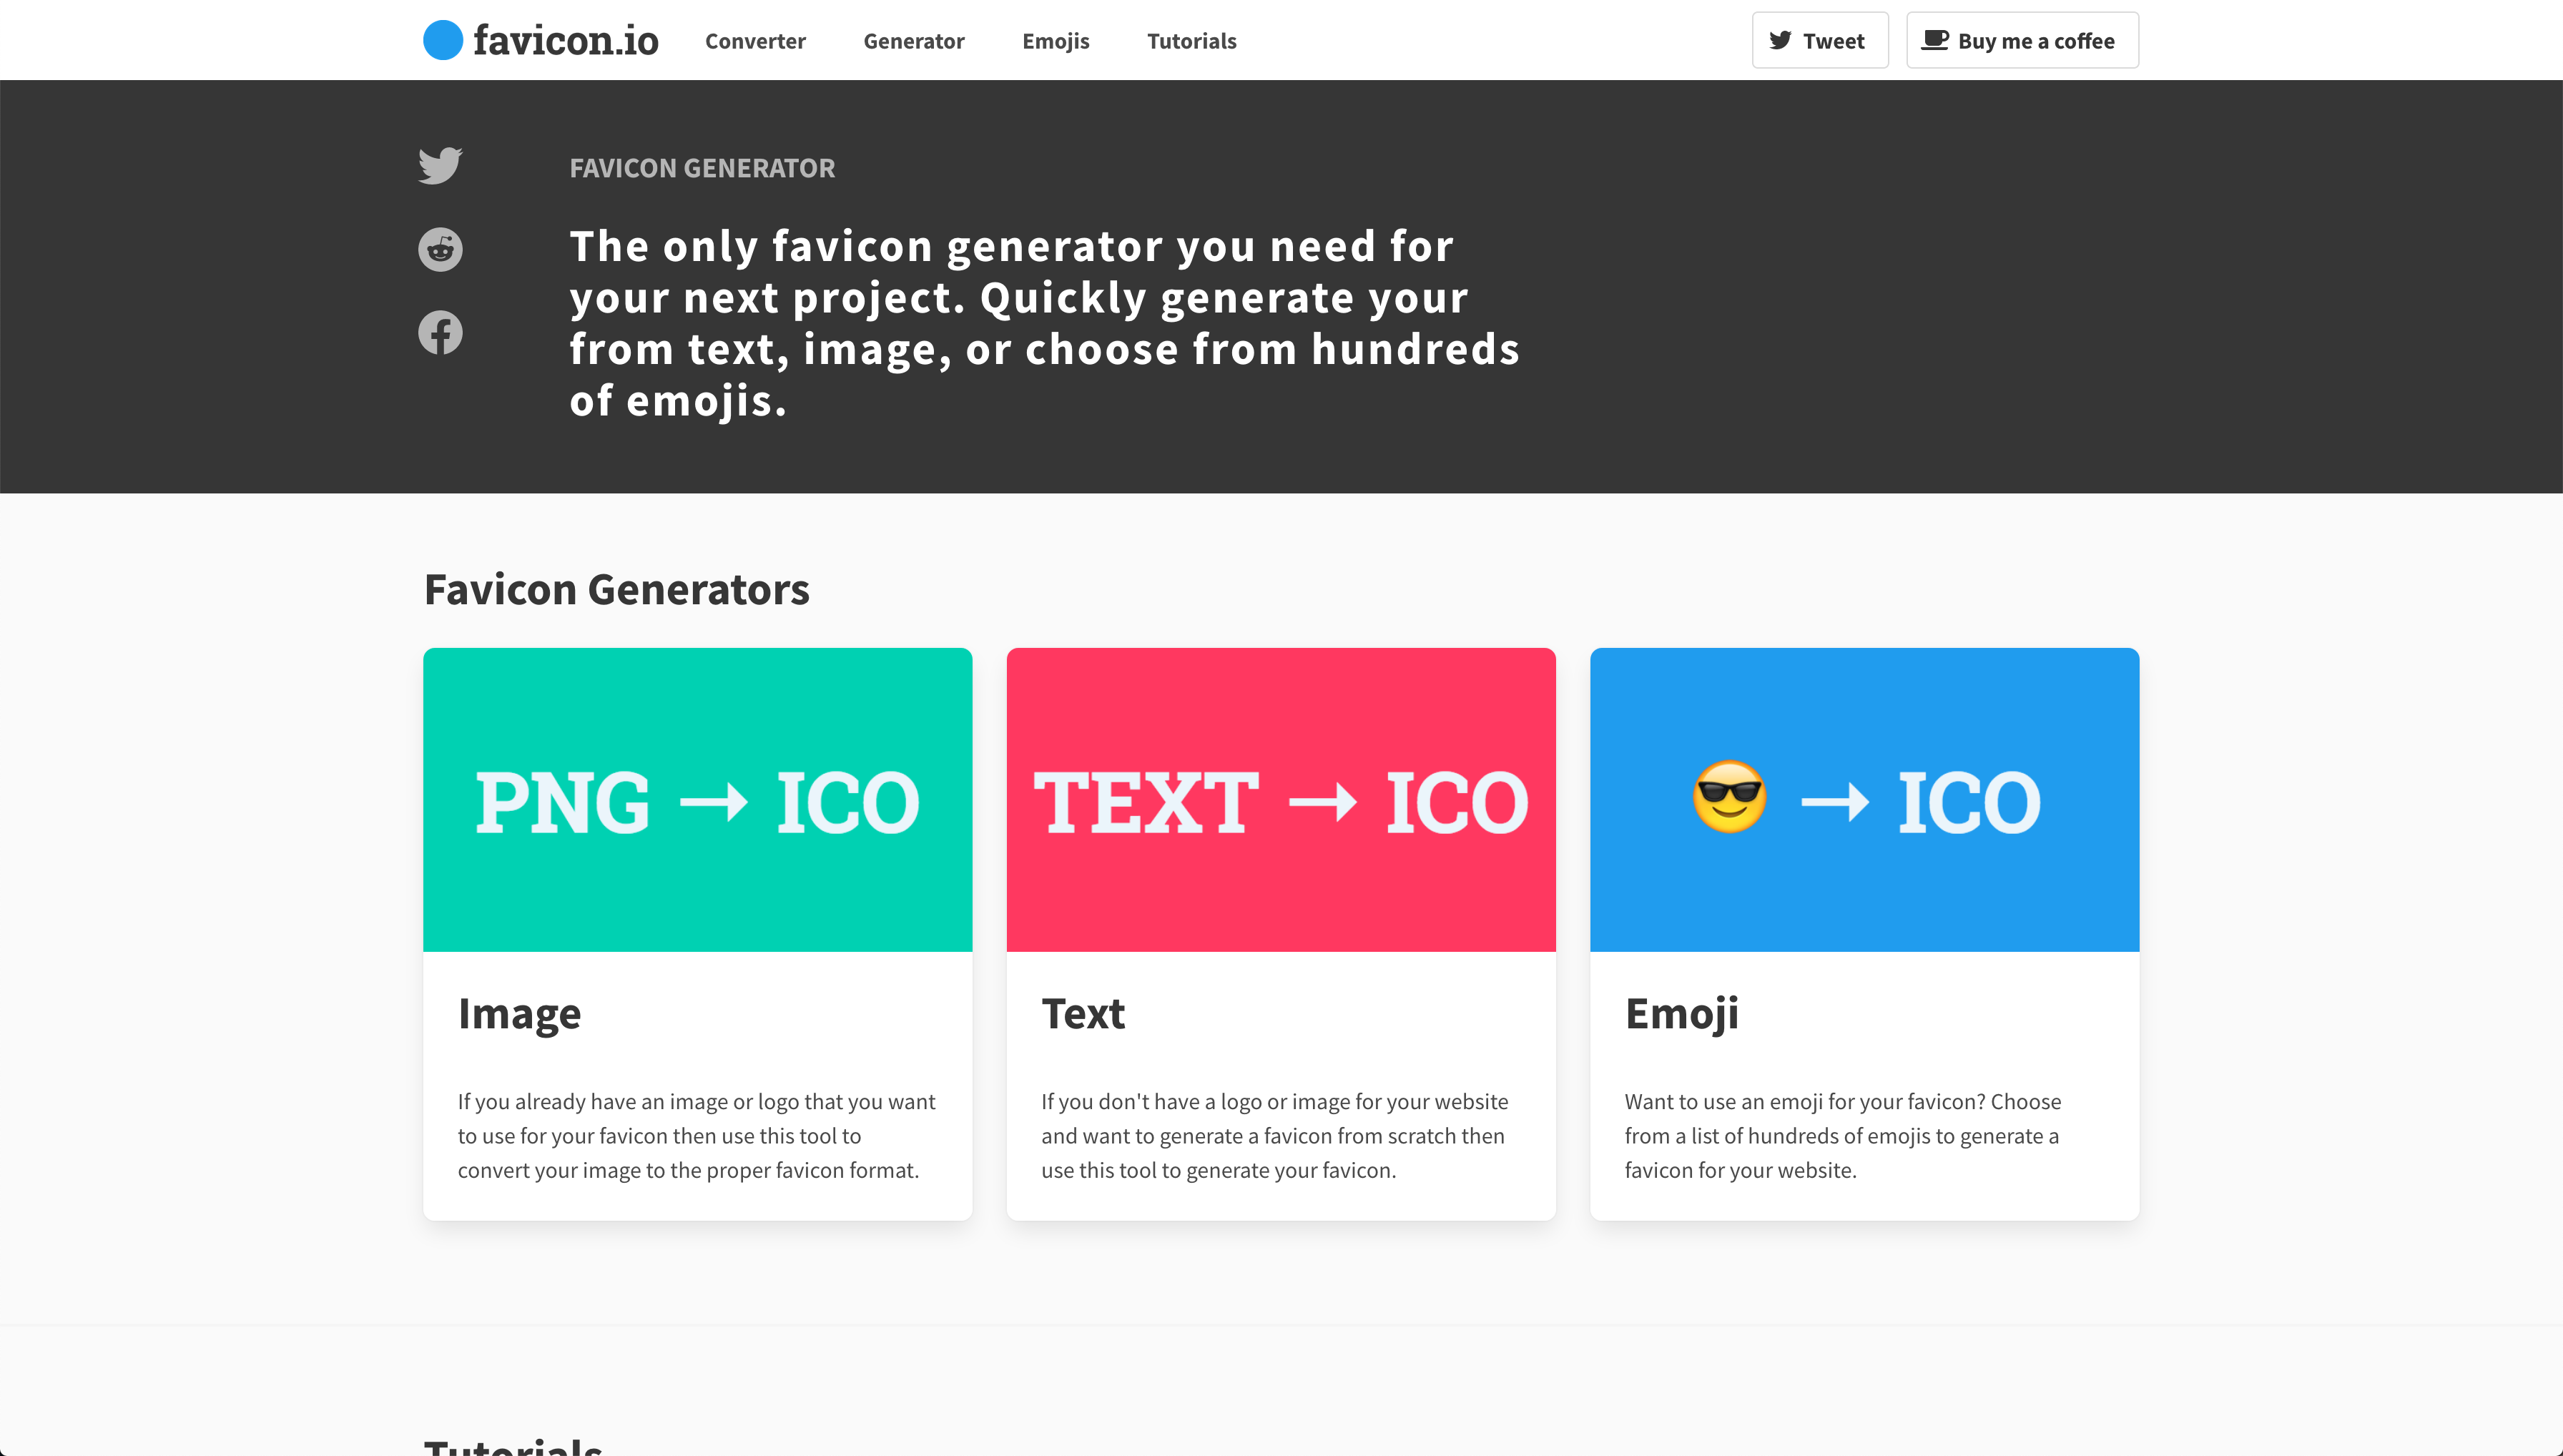 favicon.io
Converter
Generator
Emojis
Tutorials
Tweet
Buy me a coffee
FAVICON GENERATOR
The only favicon generator you need for
your next project. Quickly generate your
from text, image, or choose from hundreds
of emojis.
Favicon Generators
PNG → ICO
Image
If you already have an image or logo that you want
to use for your favicon then use this tool to
convert your image to the proper favicon format.
TEXT → ICO
Text
If you don't have a logo or image for your website
and want to generate a favicon from scratch then
use this tool to generate your favicon.
😎 → ICO
Emoji
Want to use an emoji for your favicon? Choose
from a list of hundreds of emojis to generate a
favicon for your website.
Tutorials